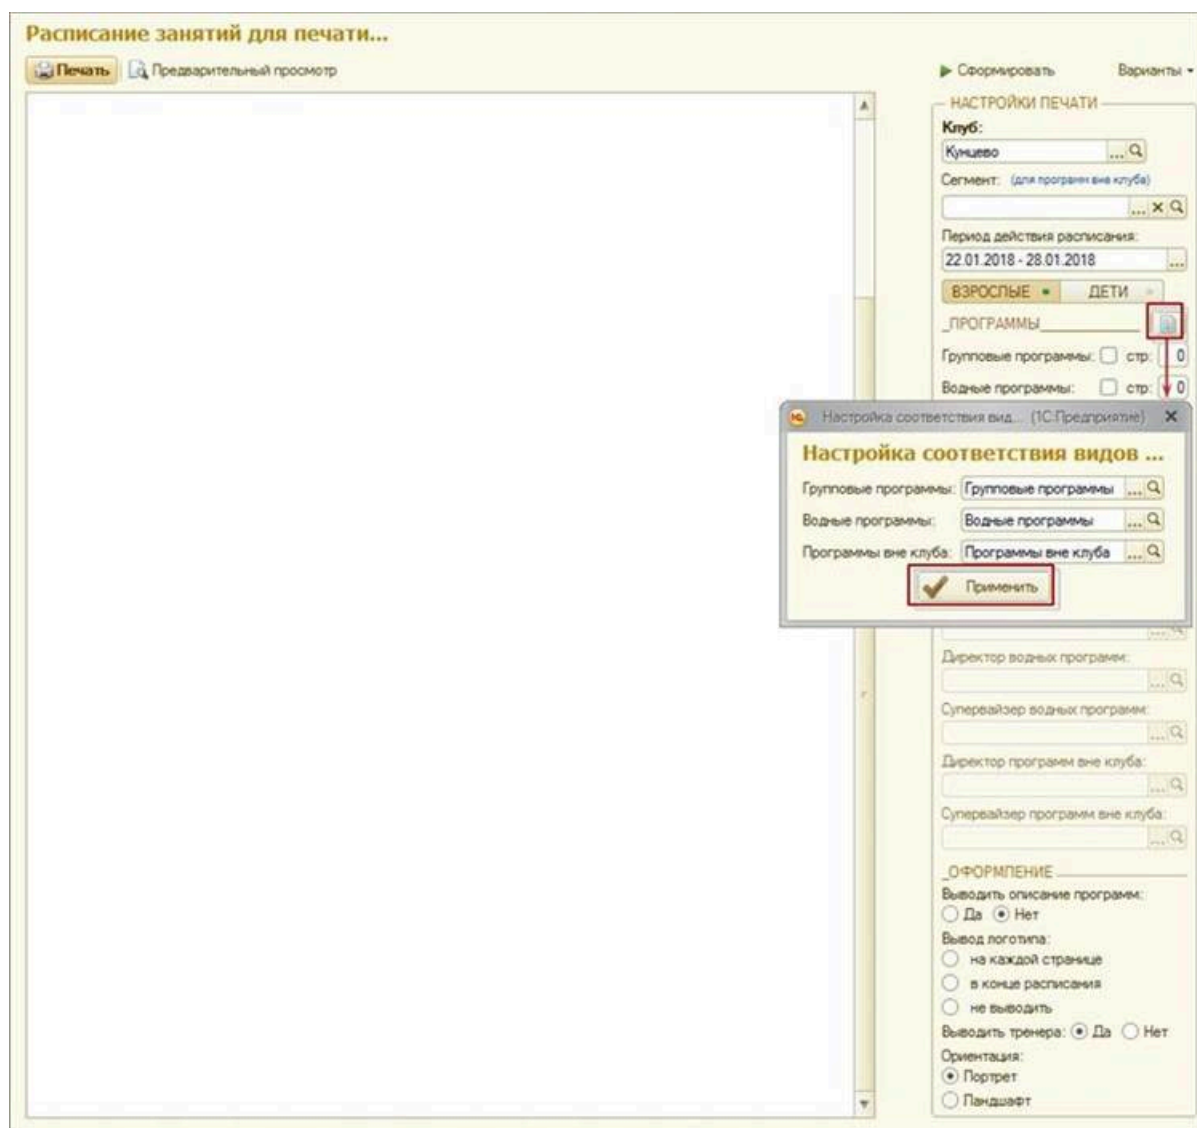 Расписание занятий для печати...
Печать Предварительный просмотр
Сформировать Варианты
НАСТРОЙКИ ПЕЧАТИ
Клуб:
Кунцево ...
Сегмент: (для программ вне клуба)
...
Период действия расписания:
22.01.2018 - 28.01.2018 ...
ВЗРОСЛЫЕ ДЕТИ
_ПРОГРАММЫ
Групповые программы: стр: 0
Водные программы: стр: 0
Настройка соответствия вид... (1С:Предприятие)
Настройка соответствия видов ...
Групповые программы: Групповые программы ...
Водные программы: Водные программы ...
Программы вне клуба: Программы вне клуба ...
Применить
...
Директор водных программ:
...
Супервайзер водных программ:
...
Директор программ вне клуба:
...
Супервайзер программ вне клуба:
...
_ОФОРМЛЕНИЕ
Выводить описание программ:
Да Нет
Вывод логотипа:
на каждой странице
в конце расписания
не выводить
Выводить тренера: Да Нет
Ориентация:
Портрет
Ландшафт